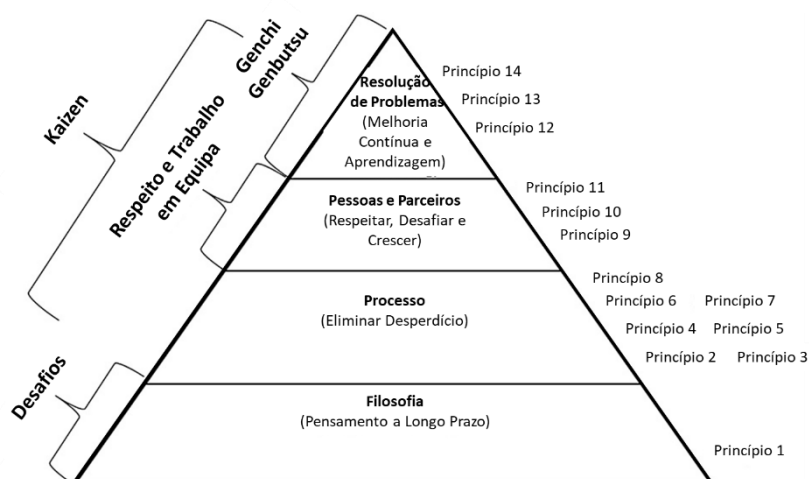 Genchi
Genbutsu
Kaizen
Respeito e Trabalho
em Equipa
Desafios
Resolução
de Problemas
(Melhoria
Contínua e
Aprendizagem)
Princípio 14
Princípio 13
Princípio 12
Pessoas e Parceiros
(Respeitar, Desafiar e
Crescer)
Princípio 11
Princípio 10
Princípio 9
Processo
(Eliminar Desperdício)
Princípio 8
Princípio 6 Princípio 7
Princípio 4 Princípio 5
Princípio 2 Princípio 3
Filosofia
(Pensamento a Longo Prazo)
Princípio 1